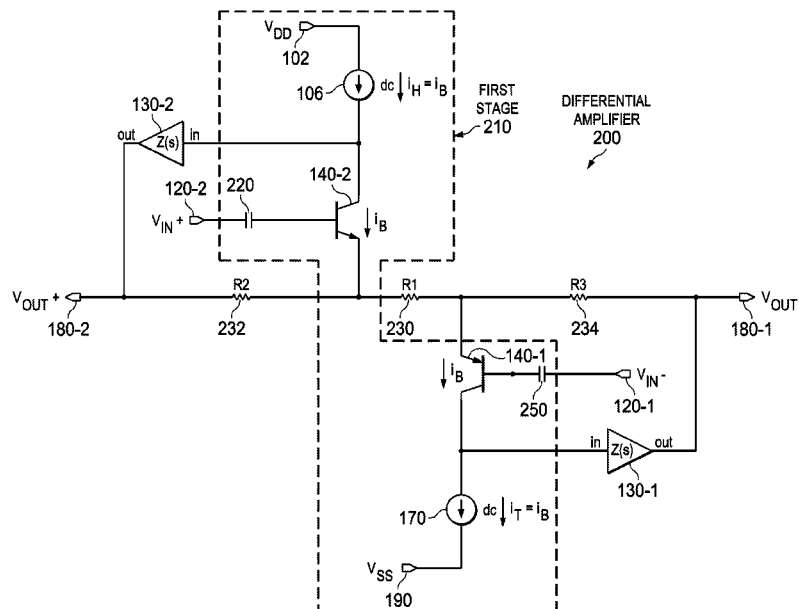 V_DD
102
106
dc
i_H = i_B
FIRST
STAGE
210
DIFFERENTIAL
AMPLIFIER
200
130-2
out
Z(s)
in
140-2
120-2
220
V_IN +
i_B
V_OUT +
180-2
R2
232
R1
230
R3
234
V_OUT
180-1
140-1
i_B
250
V_IN -
120-1
in
Z(s)
out
130-1
170
dc
i_T = i_B
V_SS
190